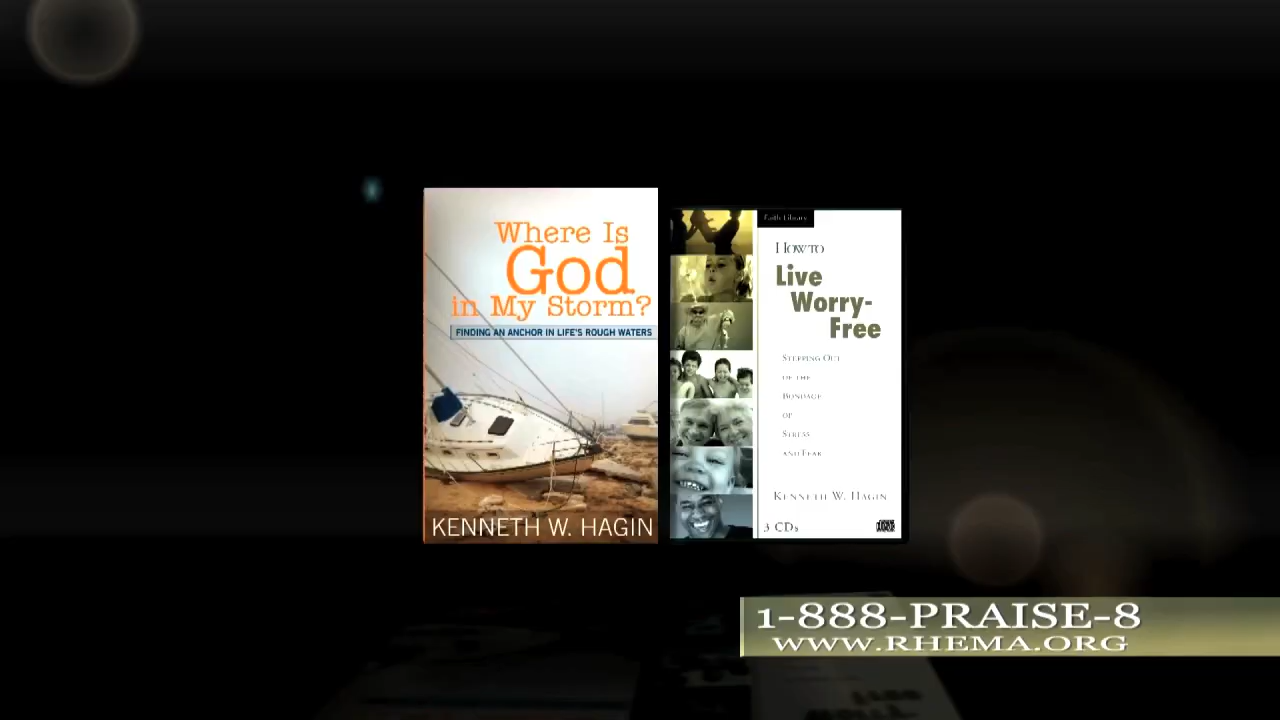 Where Is
God
in My Storm?
FINDING AN ANCHOR IN LIFE'S ROUGH WATERS
KENNETH W. HAGIN
Faith Library
HOW TO
Live
Worry-
Free
STEPPING OUT
OF THE
BONDAGE
OF
STRESS
AND FEAR
KENNETH W. HAGIN
3 CDs
1-888-PRAISE-8
WWW.RHEMA.ORG